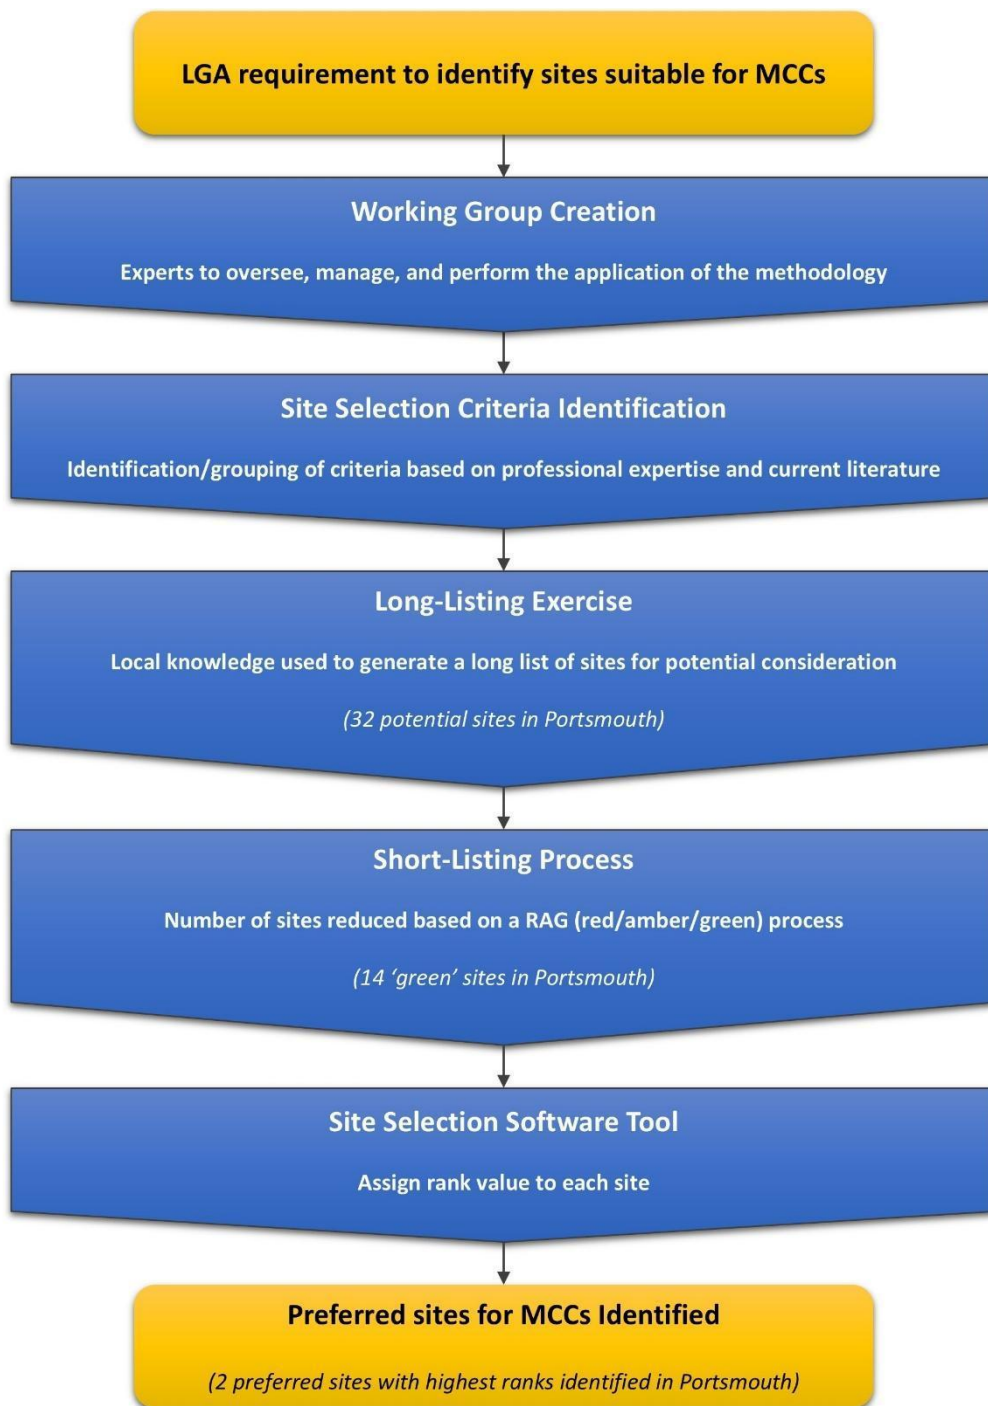 LGA requirement to identify sites suitable for MCCs
Working Group Creation
Experts to oversee, manage, and perform the application of the methodology
Site Selection Criteria Identification
Identification/grouping of criteria based on professional expertise and current literature
Long-Listing Exercise
Local knowledge used to generate a long list of sites for potential consideration
(32 potential sites in Portsmouth)
Short-Listing Process
Number of sites reduced based on a RAG (red/amber/green) process
(14 ‘green’ sites in Portsmouth)
Site Selection Software Tool
Assign rank value to each site
Preferred sites for MCCs Identified
(2 preferred sites with highest ranks identified in Portsmouth)